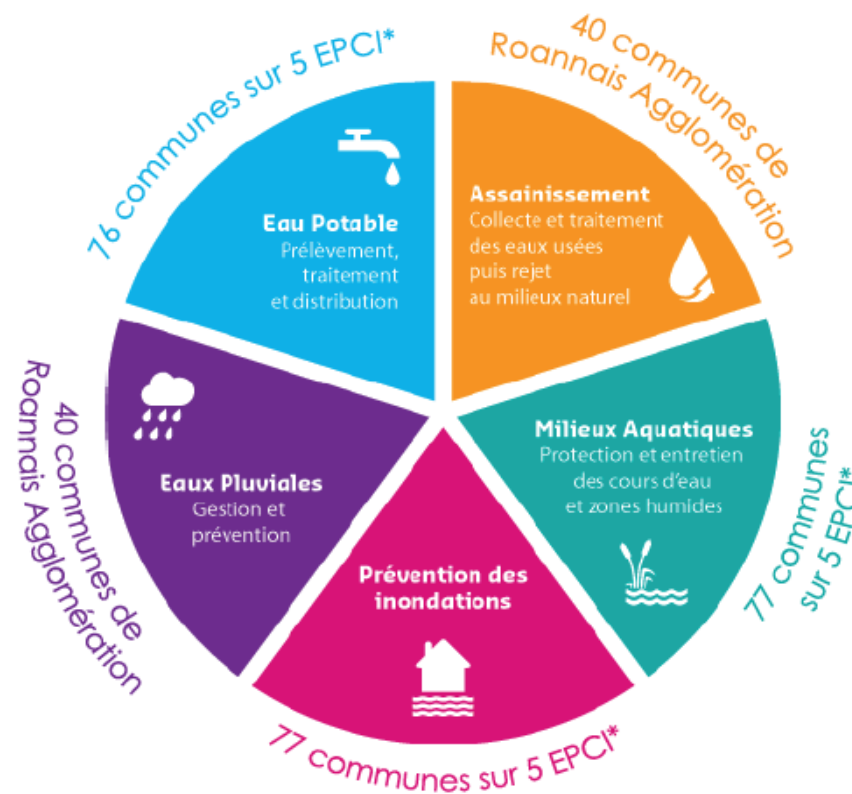 76 communes sur 5 EPCI*
Eau Potable
Prélèvement,
traitement
et distribution
40 communes de
Roannais Agglomération
Assainissement
Collecte et traitement
des eaux usées
puis rejet
au milieux naturel
Milieux Aquatiques
Protection et entretien
des cours d'eau
et zones humides
77 communes
sur 5 EPCI*
Prévention des
inondations
77 communes sur 5 EPCI*
Eaux Pluviales
Gestion et
prévention
40 communes de
Roannais Agglomération